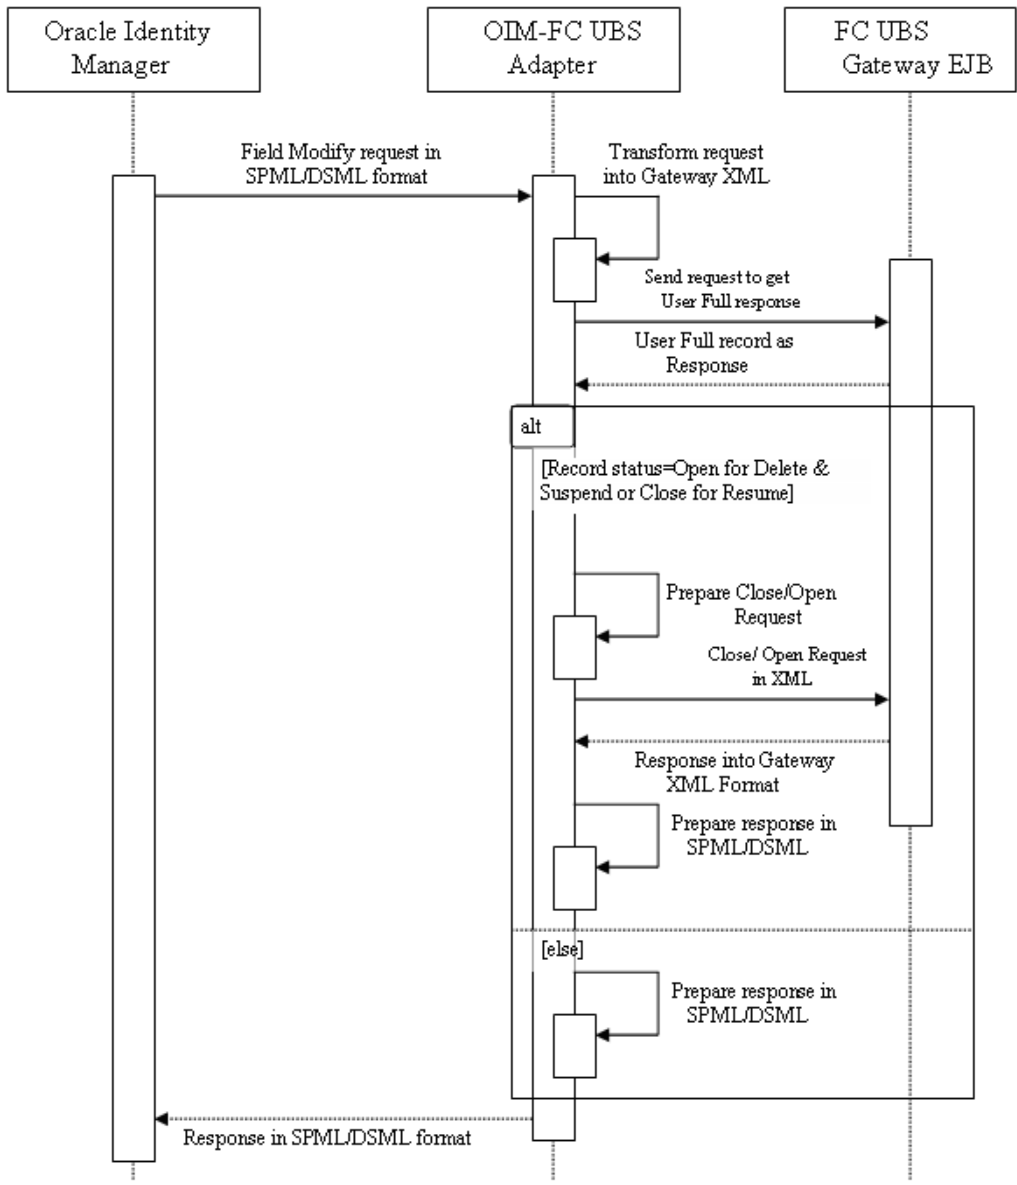 Oracle Identity
Manager
OIM-FC UBS
Adapter
FC UBS
Gateway EJB
Field Modify request in
SPML/DSML format
Transform request
into Gateway XML
Send request to get
User Full response
User Full record as
Response
alt
[Record status=Open for Delete &
Suspend or Close for Resume]
Prepare Close/Open
Request
Close/ Open Request
in XML
Response into Gateway
XML Format
Prepare response in
SPML/DSML
[else]
Prepare response in
SPML/DSML
Response in SPML/DSML format